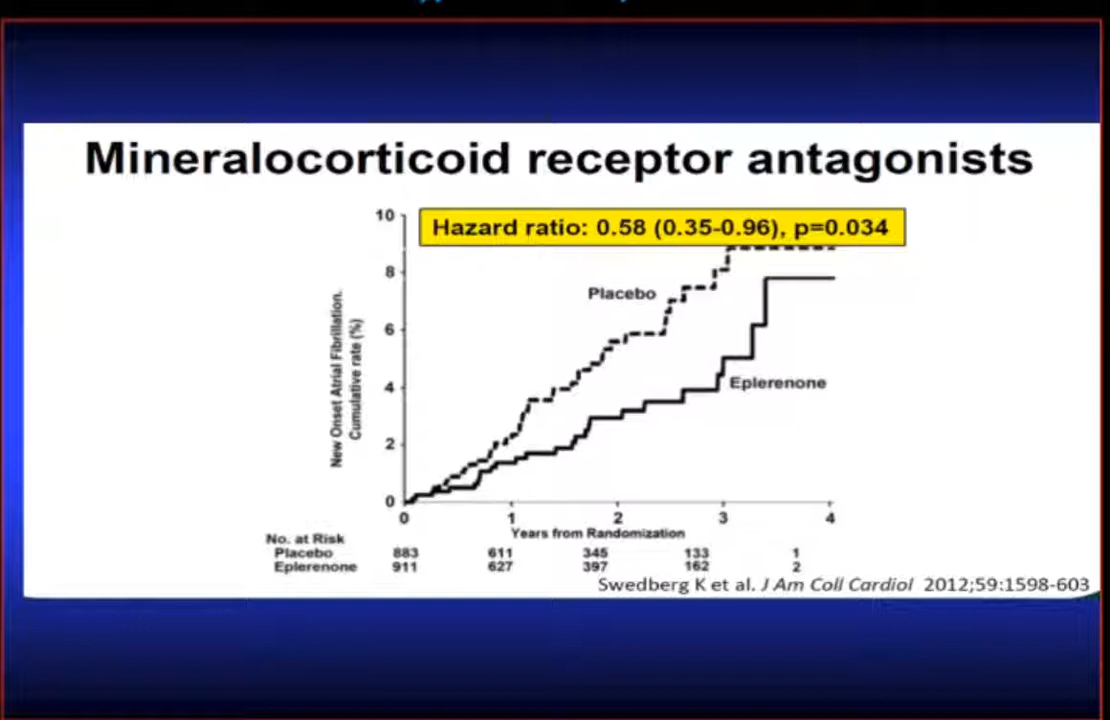 Mineralocorticoid receptor antagonists
Hazard ratio: 0.58 (0.35-0.96), p=0.034
10
8
6
4
2
0
New Onset Atrial Fibrillation.
Cumulative rate (%)
Placebo
Eplerenone
0 1 2 3 4
Years from Randomization
No. at Risk
Placebo 883 611 345 133 1
Eplerenone 911 627 397 162 2
Swedberg K et al. J Am Coll Cardiol 2012;59:1598-603